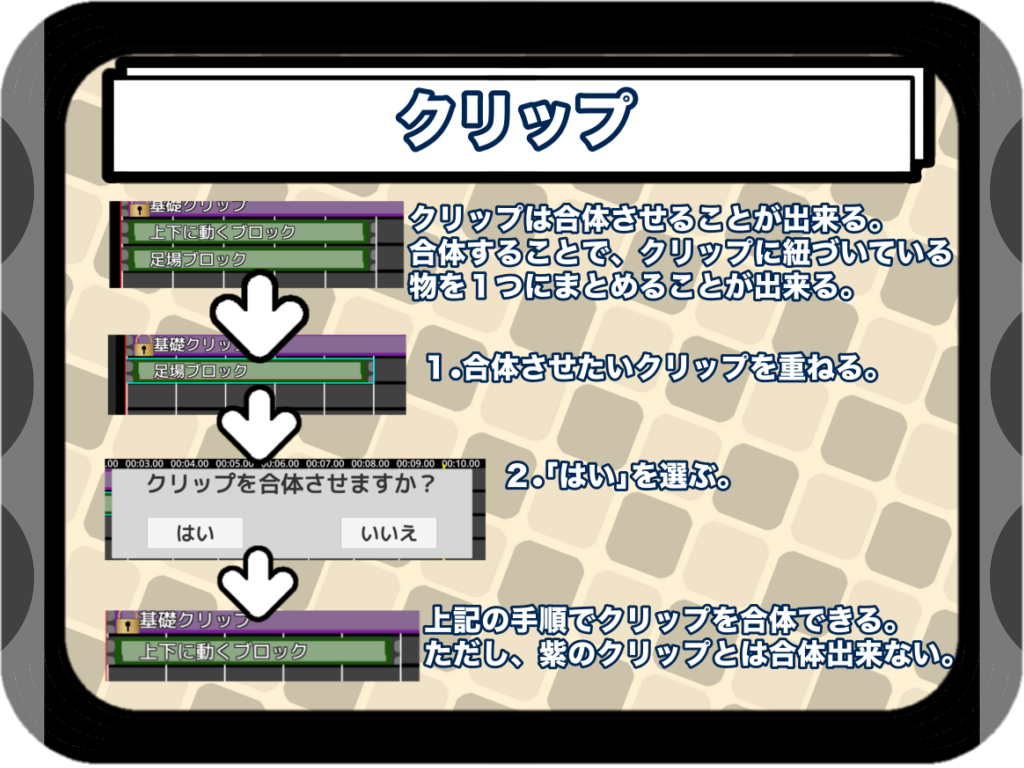 クリップ
基礎クリップ
上下に動くブロック
足場ブロック
クリップは合体させることが出来る。
合体することで、クリップに紐づいている
物を１つにまとめることが出来る。
基礎クリッ
足場ブロック
１.合体させたいクリップを重ねる。
.00 00:03.00 00:04.00 00:05.00 00:06.00 00:07.00 00:08.00 00:09.00 00:10.00
クリップを合体させますか？
はい いいえ
２.「はい」を選ぶ。
基礎クリップ
上下に動くブロック
上記の手順でクリップを合体できる。
ただし、紫のクリップとは合体出来ない。